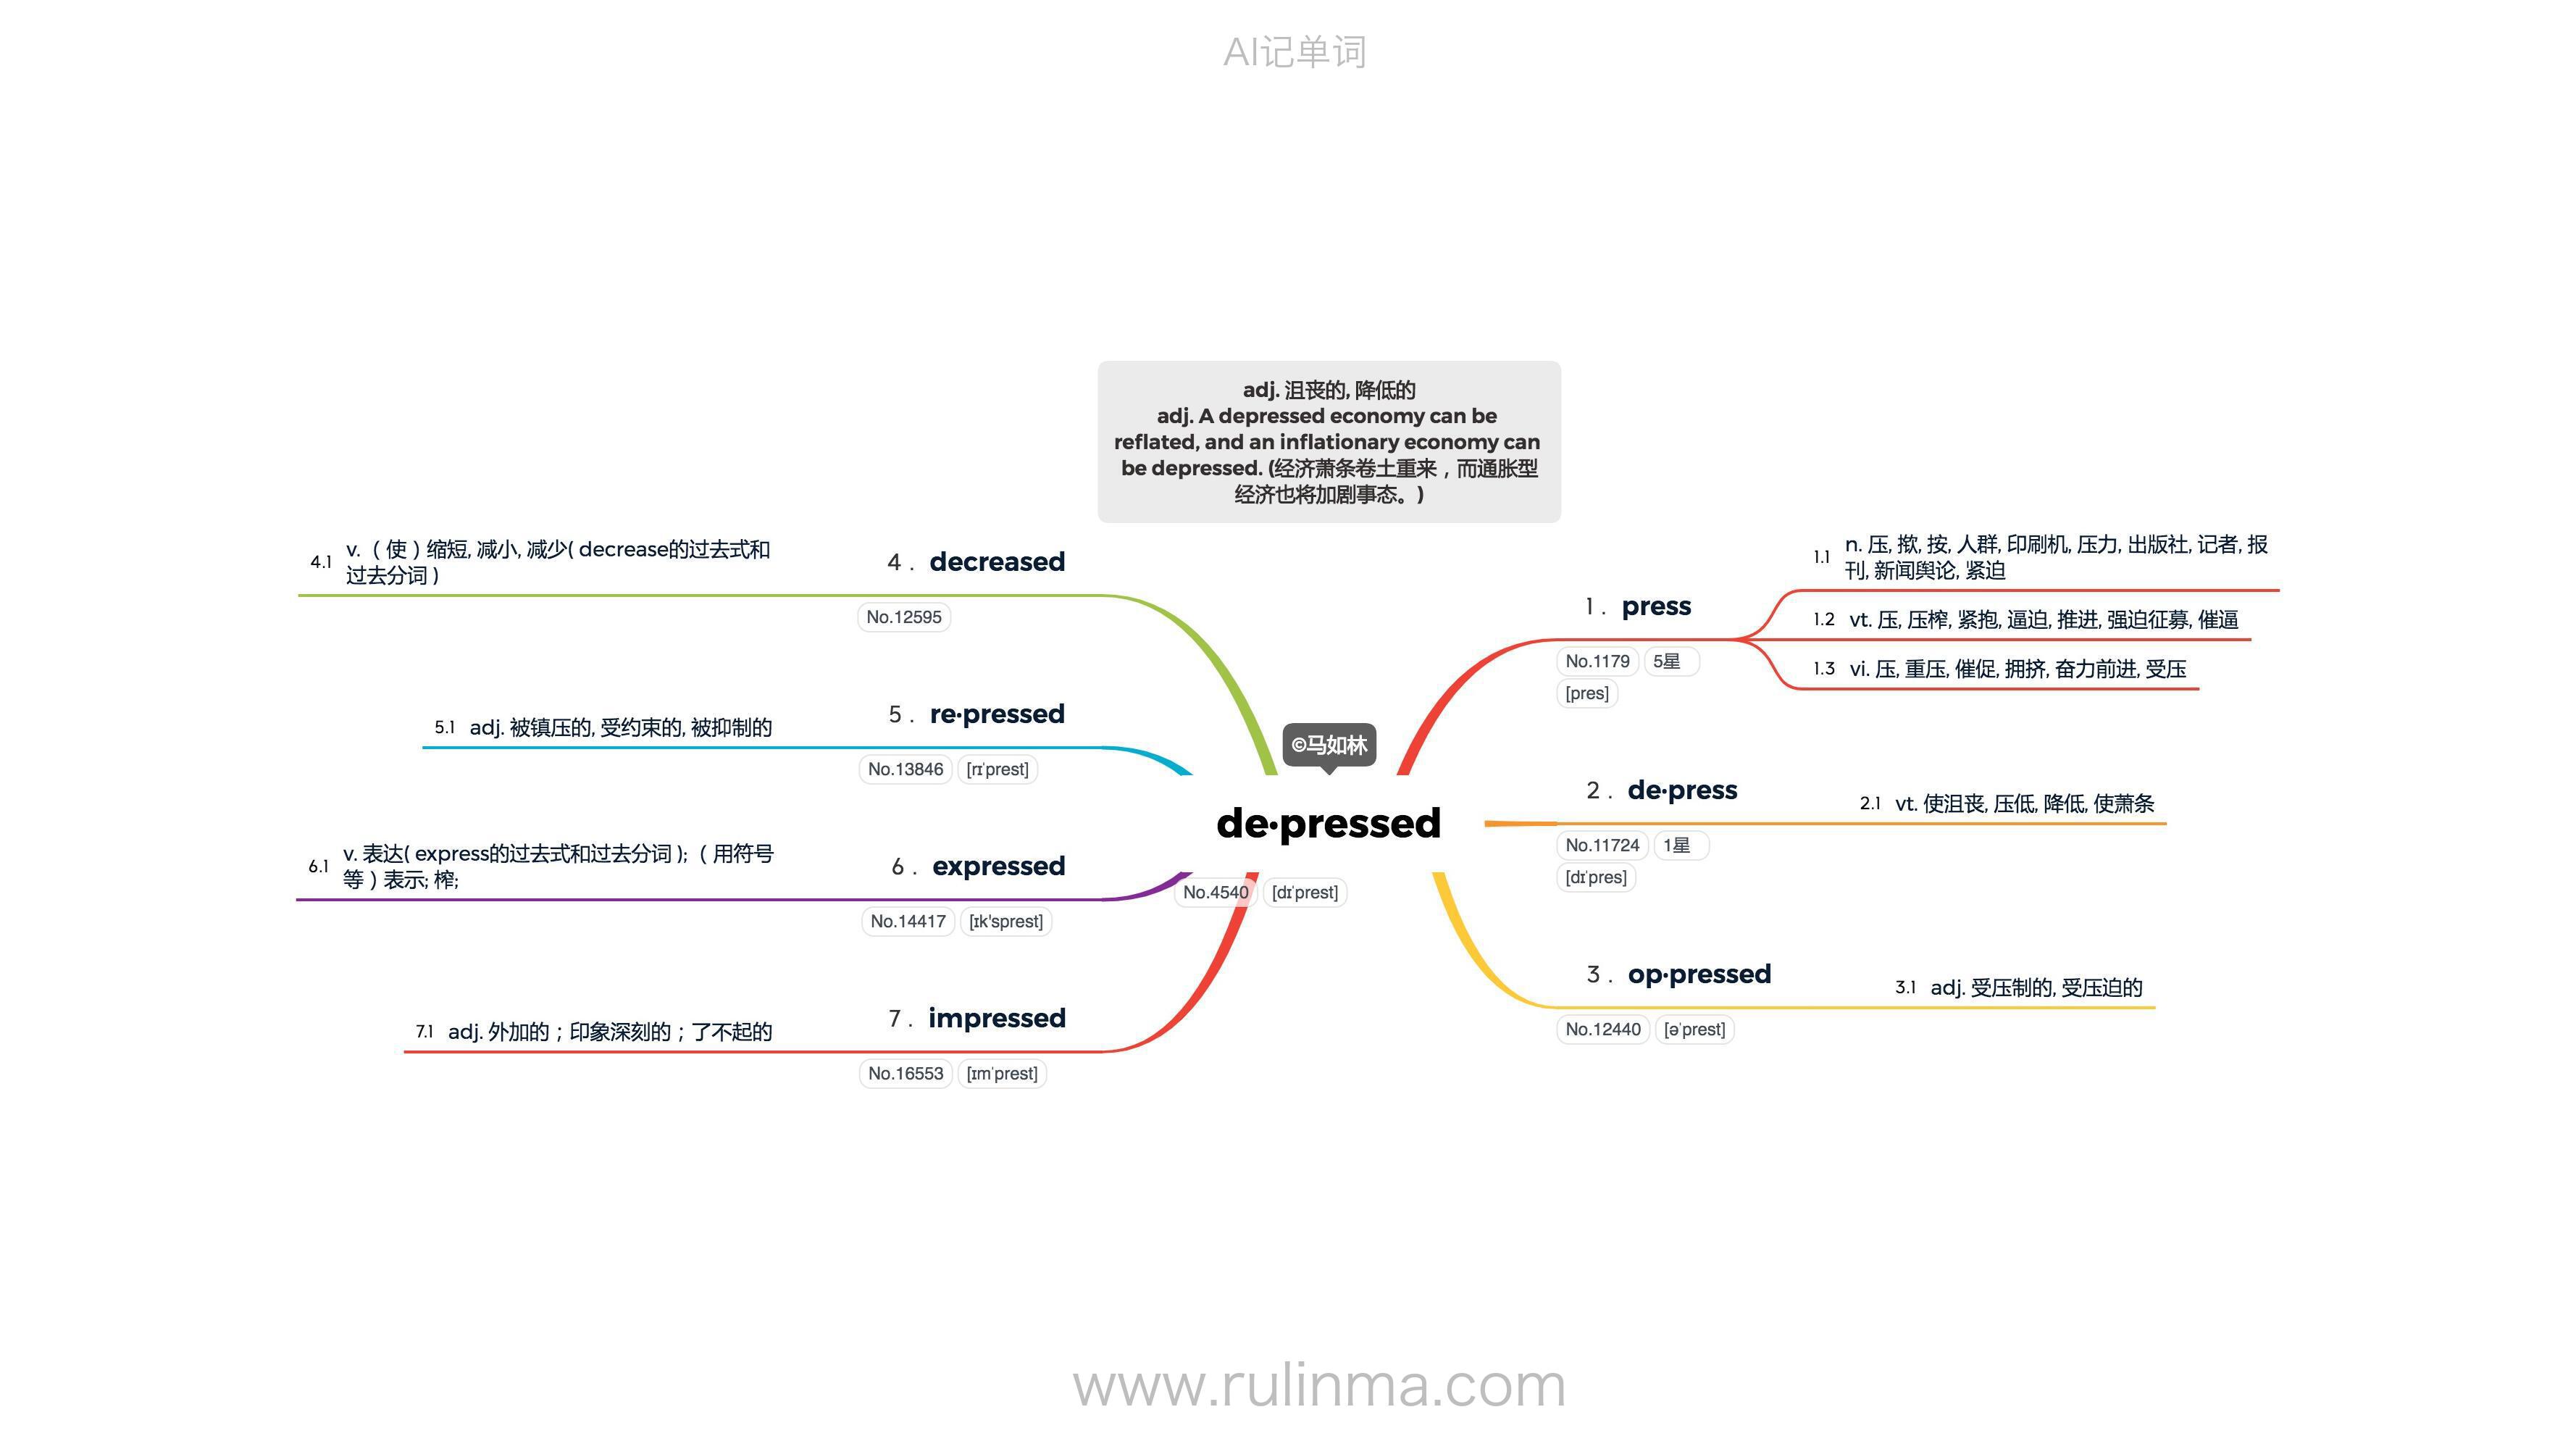 AI记单词
adj. 沮丧的, 降低的
adj. A depressed economy can be
reflated, and an inflationary economy can
be depressed. (经济萧条卷土重来，而通胀型
经济也将加剧事态。)
©马如林
de·pressed
No.4540 [dɪˈprest]
1. press
No.1179 5星
[pres]
1.1 n. 压, 揿, 按, 人群, 印刷机, 压力, 出版社, 记者, 报
刊, 新闻舆论, 紧迫
1.2 vt. 压, 压榨, 紧抱, 逼迫, 推进, 强迫征募, 催逼
1.3 vi. 压, 重压, 催促, 拥挤, 奋力前进, 受压
2. de·press
No.11724 1星
[dɪˈpres]
2.1 vt. 使沮丧, 压低, 降低, 使萧条
3. op·pressed
No.12440 [əˈprest]
3.1 adj. 受压制的, 受压迫的
4. decreased
No.12595
4.1 v.（使）缩短, 减小, 减少( decrease的过去式和
过去分词 )
5. re·pressed
No.13846 [rɪˈprest]
5.1 adj. 被镇压的, 受约束的, 被抑制的
6. expressed
No.14417 [ɪk'sprest]
6.1 v. 表达( express的过去式和过去分词 );（用符号
等）表示; 榨;
7. impressed
No.16553 [ɪmˈprest]
7.1 adj. 外加的；印象深刻的；了不起的
www.rulinma.com